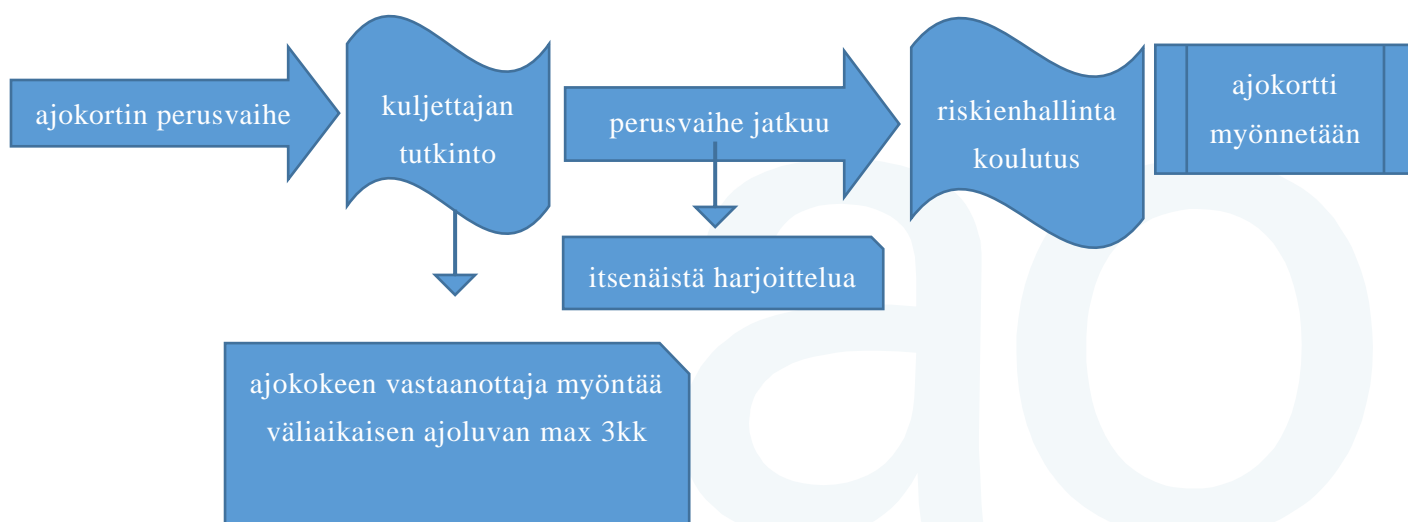 ajokortin perusvaihe
kuljettajan
tutkinto
perusvaihe jatkuu
riskienhallinta
koulutus
ajokortti
myönnetään
itsenäistä harjoittelua
ajokokeen vastaanottaja myöntää
väliaikaisen ajoluvan max 3kk
ao